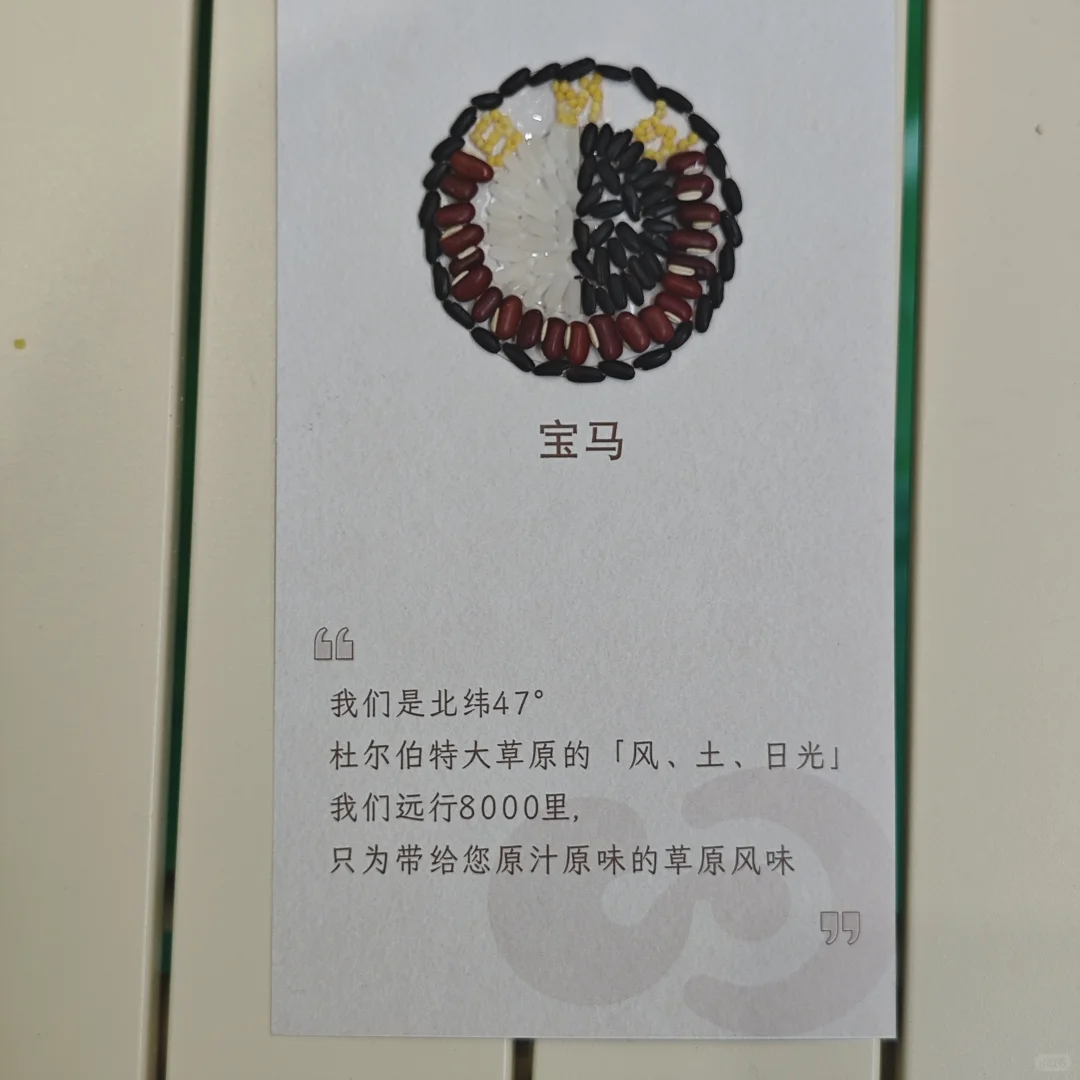 宝马
我们是北纬47°
杜尔伯特大草原的「风、土、日光」
我们远行8000里,
只为带给您原汁原味的草原风味